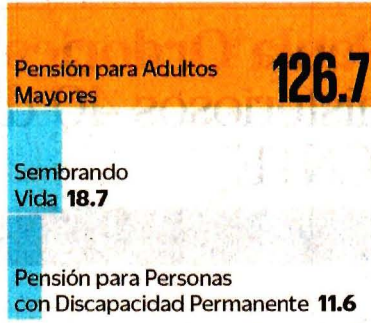 Pensión para Adultos 126.7
Mayores
Sembrando
Vida 18.7
Pensión para Personas
con Discapacidad Permanente 11.6